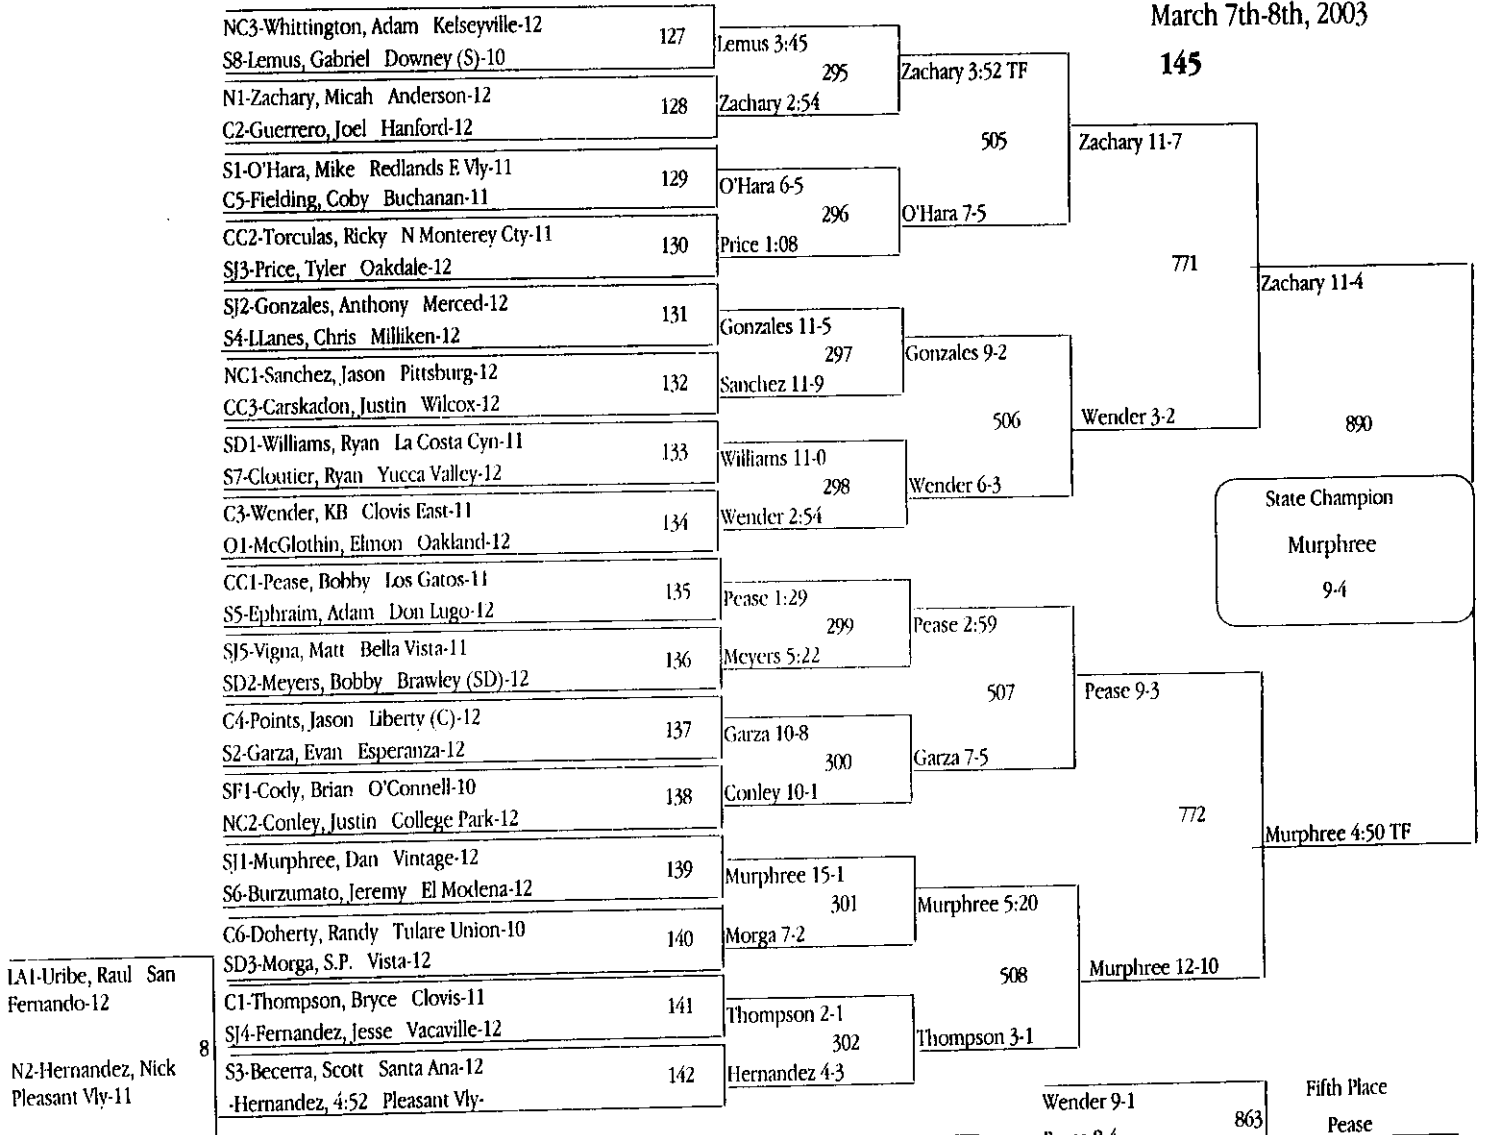 March 7th-8th, 2003
145
NC3-Whittington, Adam Kelseyville-12
S8-Lemus, Gabriel Downey (S)-10
127
N1-Zachary, Micah Anderson-12
C2-Guerrero, Joel Hanford-12
128
S1-O'Hara, Mike Redlands E Vly-11
C5-Fielding, Coby Buchanan-11
129
CC2-Torculas, Ricky N Monterey Cty-11
SJ3-Price, Tyler Oakdale-12
130
SJ2-Gonzales, Anthony Merced-12
S4-LLanes, Chris Milliken-12
131
NC1-Sanchez, Jason Pittsburg-12
CC3-Carskadon, Justin Wilcox-12
132
SD1-Williams, Ryan La Costa Cyn-11
S7-Cloutier, Ryan Yucca Valley-12
133
C3-Wender, KB Clovis East-11
O1-McGlothin, Elmon Oakland-12
134
CC1-Pease, Bobby Los Gatos-11
S5-Ephraim, Adam Don Lugo-12
135
SJ5-Vigna, Matt Bella Vista-11
SD2-Meyers, Bobby Brawley (SD)-12
136
C4-Points, Jason Liberty (C)-12
S2-Garza, Evan Esperanza-12
137
SF1-Cody, Brian O'Connell-10
NC2-Conley, Justin College Park-12
138
SJ1-Murphree, Dan Vintage-12
S6-Burzumato, Jeremy El Modena-12
139
C6-Doherty, Randy Tulare Union-10
SD3-Morga, S.P. Vista-12
140
C1-Thompson, Bryce Clovis-11
SJ4-Fernandez, Jesse Vacaville-12
141
S3-Becerra, Scott Santa Ana-12
-Hernandez, 4:52 Pleasant Vly-
142
LA1-Uribe, Raul San
Fernando-12
8
N2-Hernandez, Nick
Pleasant Vly-11
Lemus 3:45
295
Zachary 2:54
O'Hara 6-5
296
Price 1:08
Gonzales 11-5
297
Sanchez 11-9
Williams 11-0
298
Wender 2:54
Pease 1:29
299
Meyers 5:22
Garza 10-8
300
Conley 10-1
Murphree 15-1
301
Morga 7-2
Thompson 2-1
302
Hernandez 4-3
Zachary 3:52 TF
505
O'Hara 7-5
Gonzales 9-2
506
Wender 6-3
Pease 2:59
507
Garza 7-5
Murphree 5:20
508
Thompson 3-1
Zachary 11-7
771
Wender 3-2
Pease 9-3
772
Murphree 12-10
Zachary 11-4
890
Murphree 4:50 TF
State Champion
Murphree
9-4
Wender 9-1
863
Fifth Place
Pease